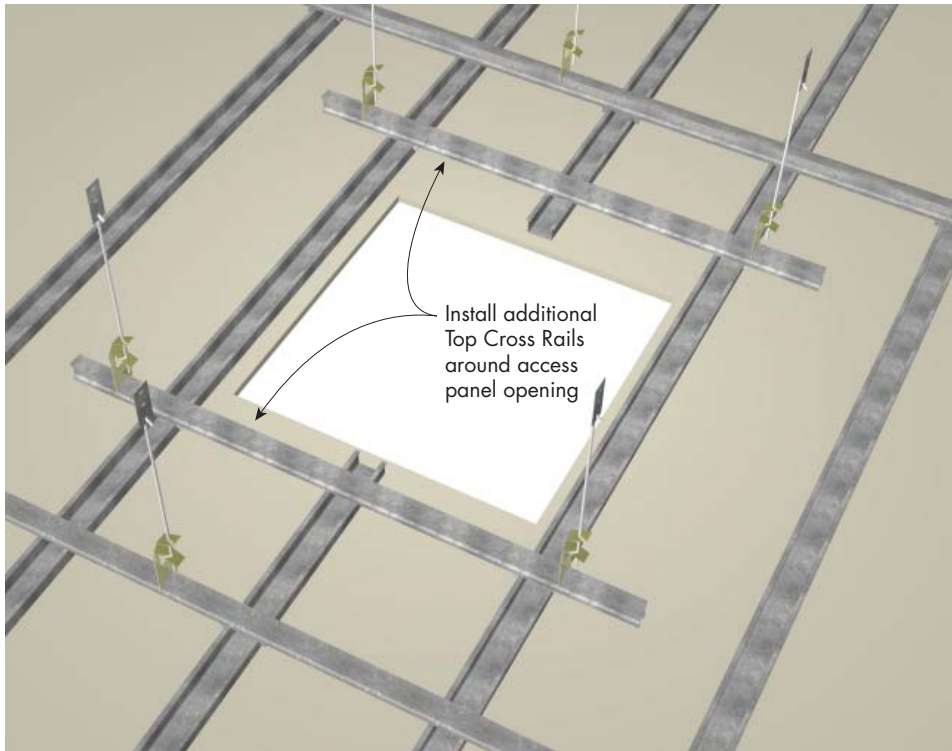 Install additional
Top Cross Rails
around access
panel opening